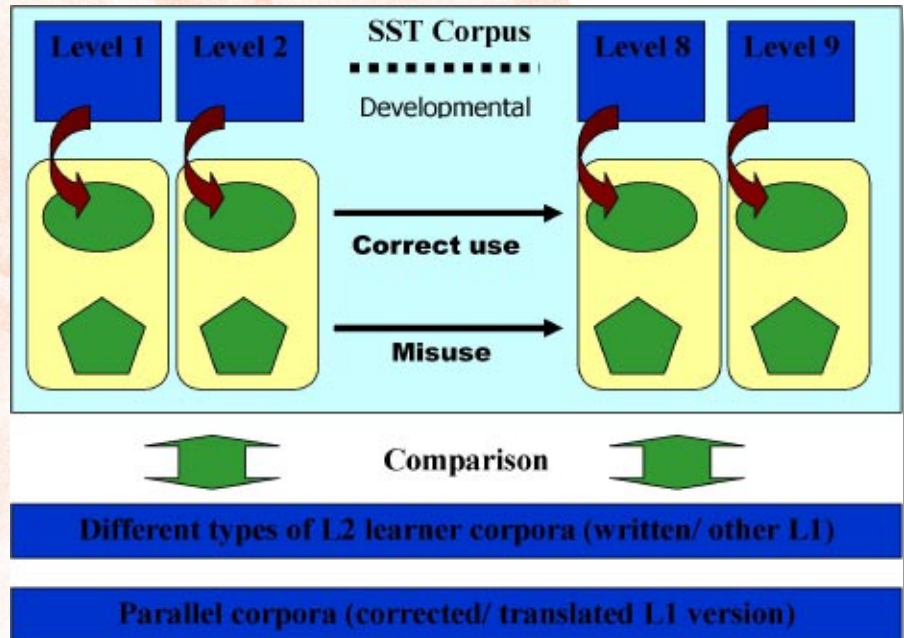 Level 1 Level 2 SST Corpus Level 8 Level 9
Developmental
Correct use
Misuse
Comparison
Different types of L2 learner corpora (written/ other L1)
Parallel corpora (corrected/ translated L1 version)